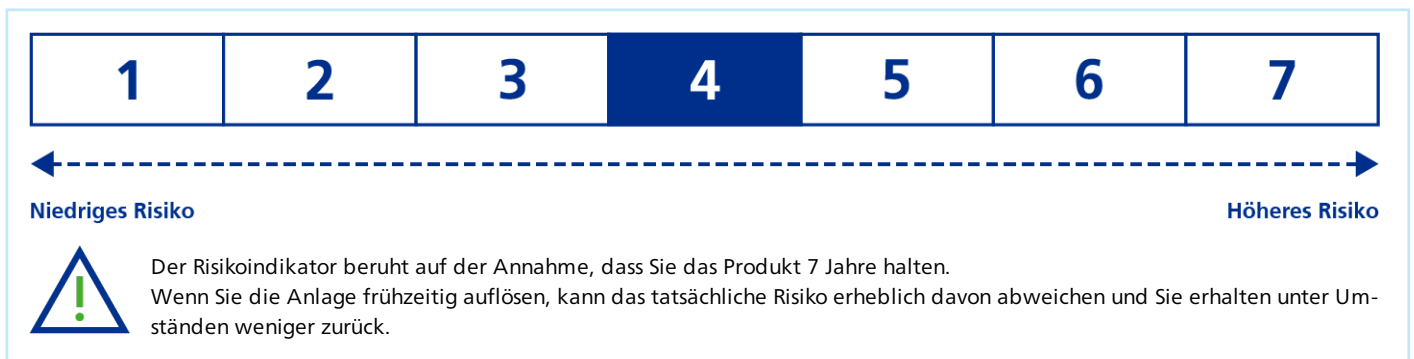 1 2 3 4 5 6 7
Niedriges Risiko Höheres Risiko
Der Risikoindikator beruht auf der Annahme, dass Sie das Produkt 7 Jahre halten.
Wenn Sie die Anlage frühzeitig auflösen, kann das tatsächliche Risiko erheblich davon abweichen und Sie erhalten unter Um-
ständen weniger zurück.